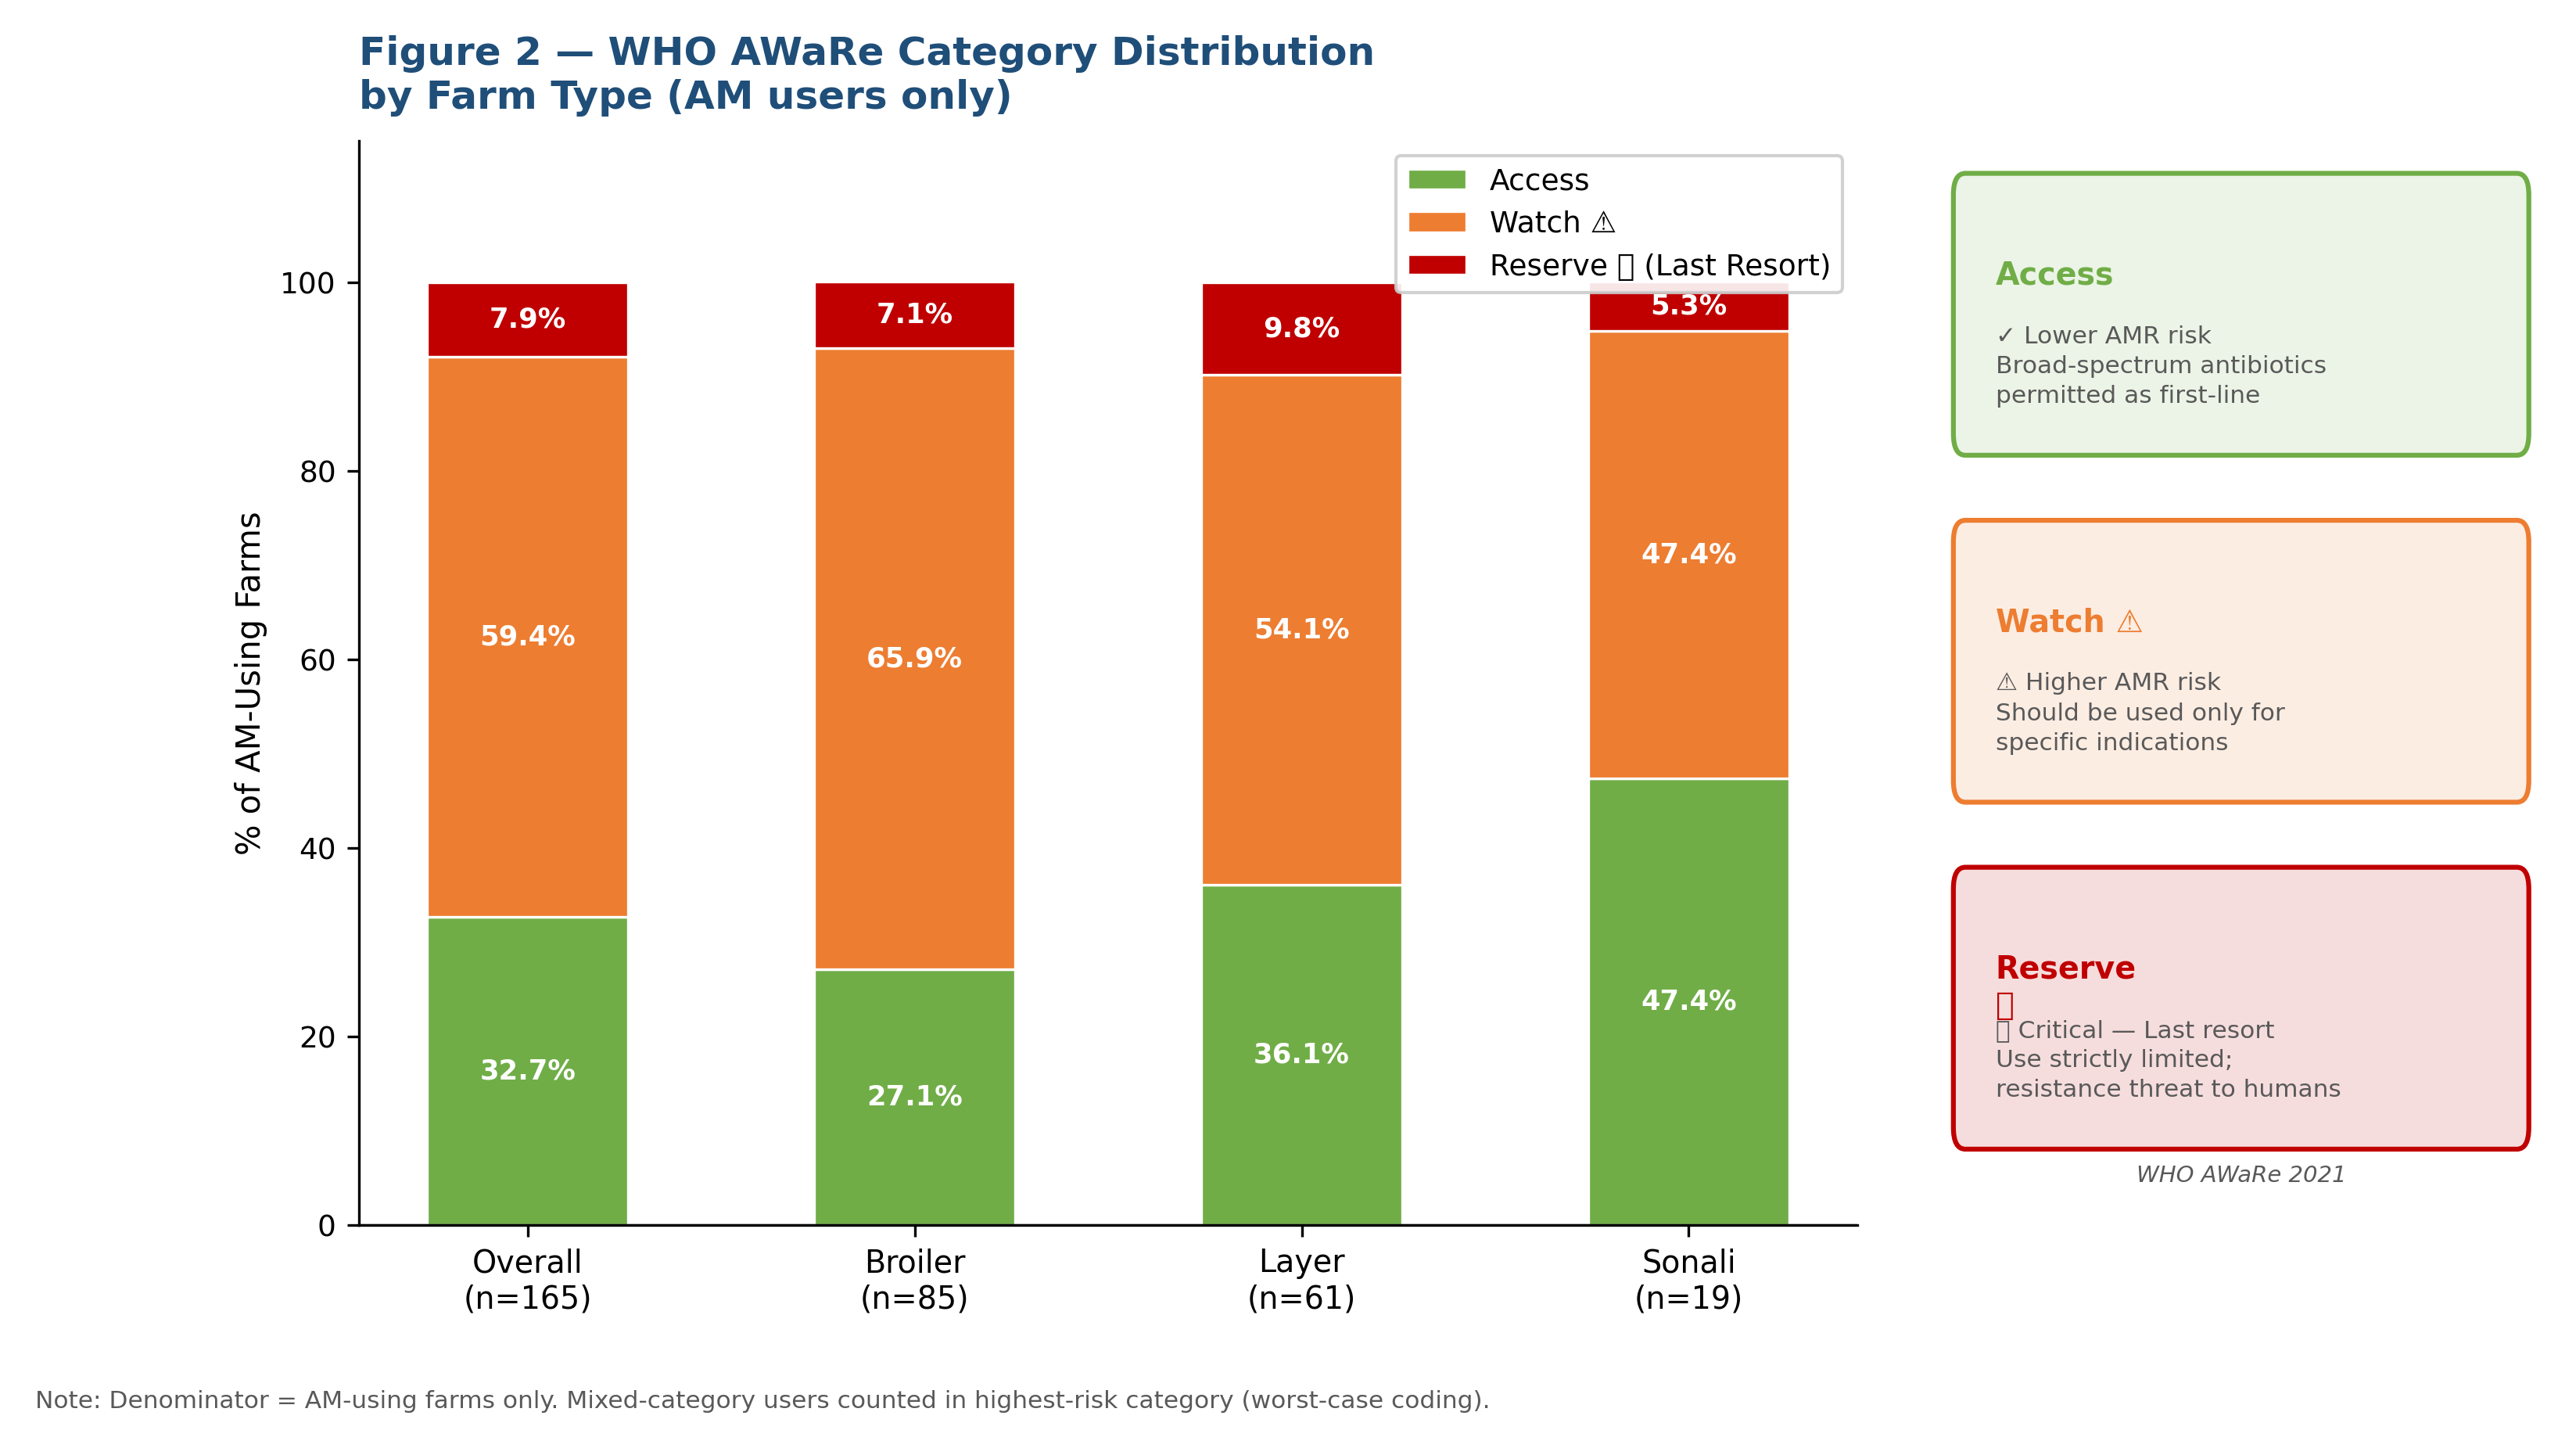 Figure 2 — WHO AWaRe Category Distribution
by Farm Type (AM users only)
Access
Watch ⚠
Reserve (Last Resort)
% of AM-Using Farms
100
80
60
40
20
0
7.9%
59.4%
32.7%
7.1%
65.9%
27.1%
9.8%
54.1%
36.1%
5.3%
47.4%
47.4%
Overall
(n=165)
Broiler
(n=85)
Layer
(n=61)
Sonali
(n=19)
Access
✓ Lower AMR risk
Broad-spectrum antibiotics
permitted as first-line
Watch ⚠
⚠ Higher AMR risk
Should be used only for
specific indications
Reserve
Critical — Last resort
Use strictly limited;
resistance threat to humans
WHO AWaRe 2021
Note: Denominator = AM-using farms only. Mixed-category users counted in highest-risk category (worst-case coding).